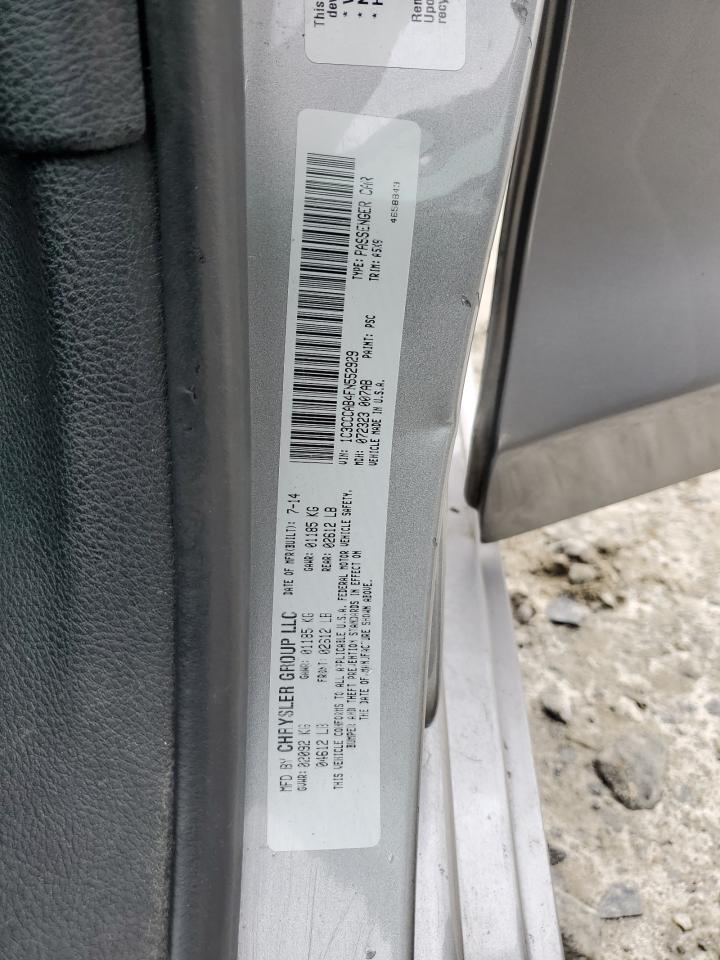 MFD BY CHRYSLER GROUP LLC DATE OF MFR(BUILT): 7-14
GVWR: 02092 KG GAWR: 01185 KG GAWR: 01185 KG
04612 LB FRONT: 02612 LB REAR: 02612 LB
THIS VEHICLE CONFORMS TO ALL APPLICABLE U.S.A. FEDERAL MOTOR VEHICLE SAFETY,
BUMPER AND THEFT PREVENTION STANDARDS IN EFFECT ON
THE DATE OF MANUFACTURE SHOWN ABOVE.
VIN: 1C3CCCAB4FN552929 TYPE: PASSENGER CAR
MDH: 072323 007AB PAINT: PSC TRIM: A5X9
VEHICLE MADE IN U.S.A.
4658843
This